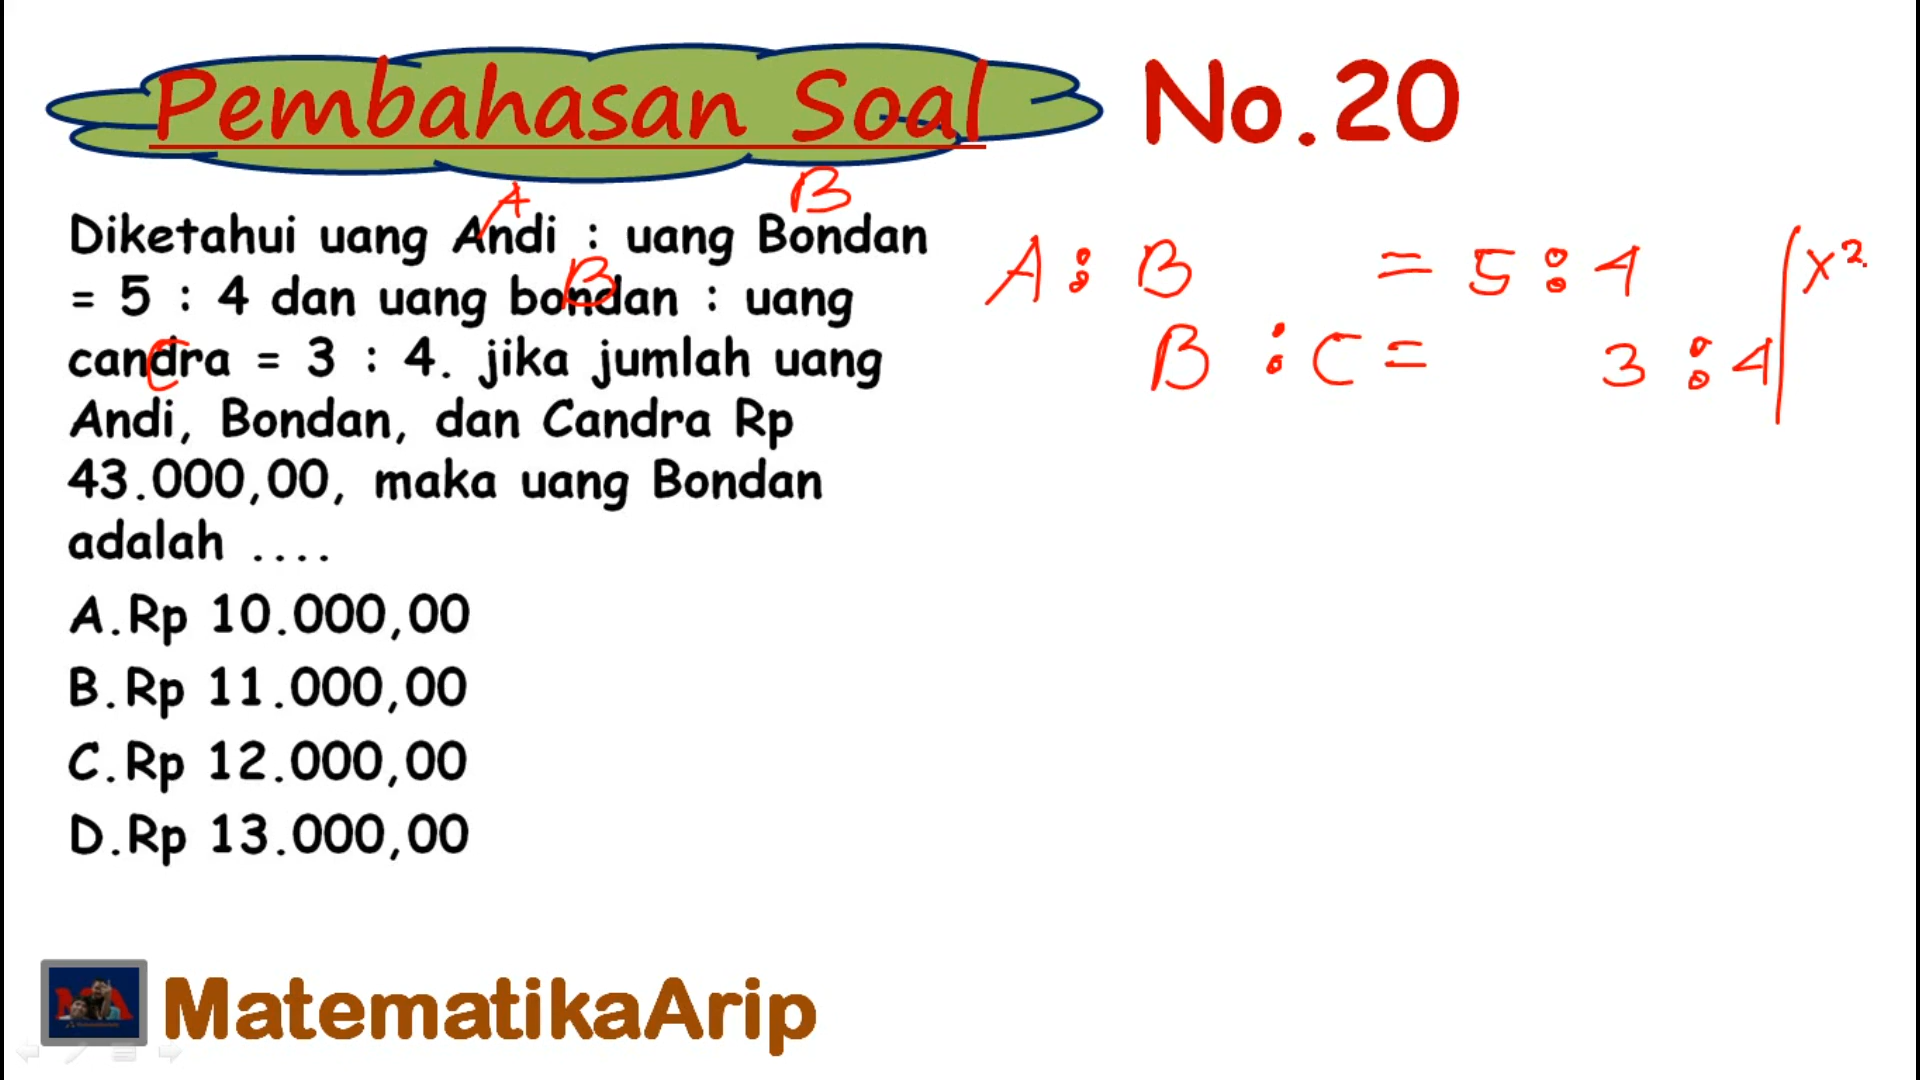 Pembahasan Soal No.20
A B
Diketahui uang Andi : uang Bondan
B
= 5 : 4 dan uang bondan : uang
C
candra = 3 : 4. jika jumlah uang
Andi, Bondan, dan Candra Rp
43.000,00, maka uang Bondan
adalah ....
A.Rp 10.000,00
B.Rp 11.000,00
C.Rp 12.000,00
D.Rp 13.000,00
A : B = 5 : 4 x2
B : C = 3 : 4
MatematikaArip